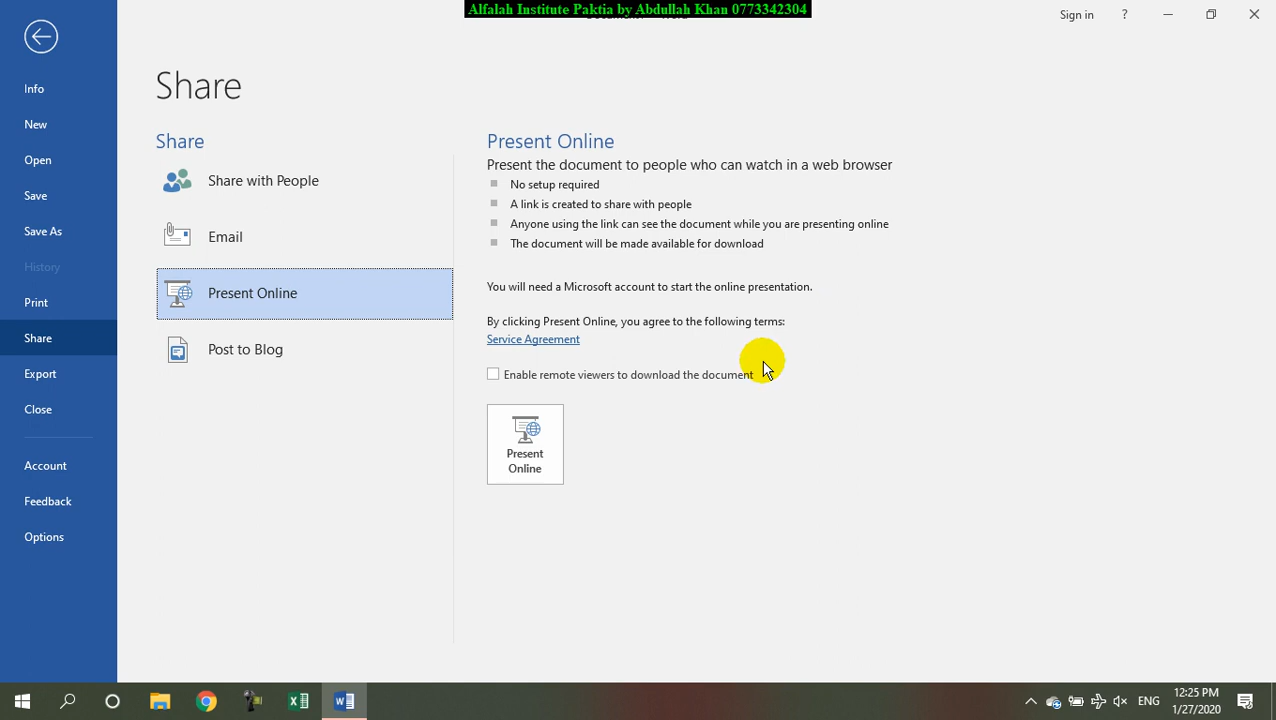 Alfalah Institute Paktia by Abdullah Khan 0773342304
Sign in
?
Share
Info
New
Open
Save
Save As
History
Print
Share
Export
Close
Account
Feedback
Options
Share
Share with People
Email
Present Online
Post to Blog
Present Online
Present the document to people who can watch in a web browser
No setup required
A link is created to share with people
Anyone using the link can see the document while you are presenting online
The document will be made available for download
You will need a Microsoft account to start the online presentation.
By clicking Present Online, you agree to the following terms:
Service Agreement
Enable remote viewers to download the document
Present
Online
ENG
12:25 PM
1/27/2020